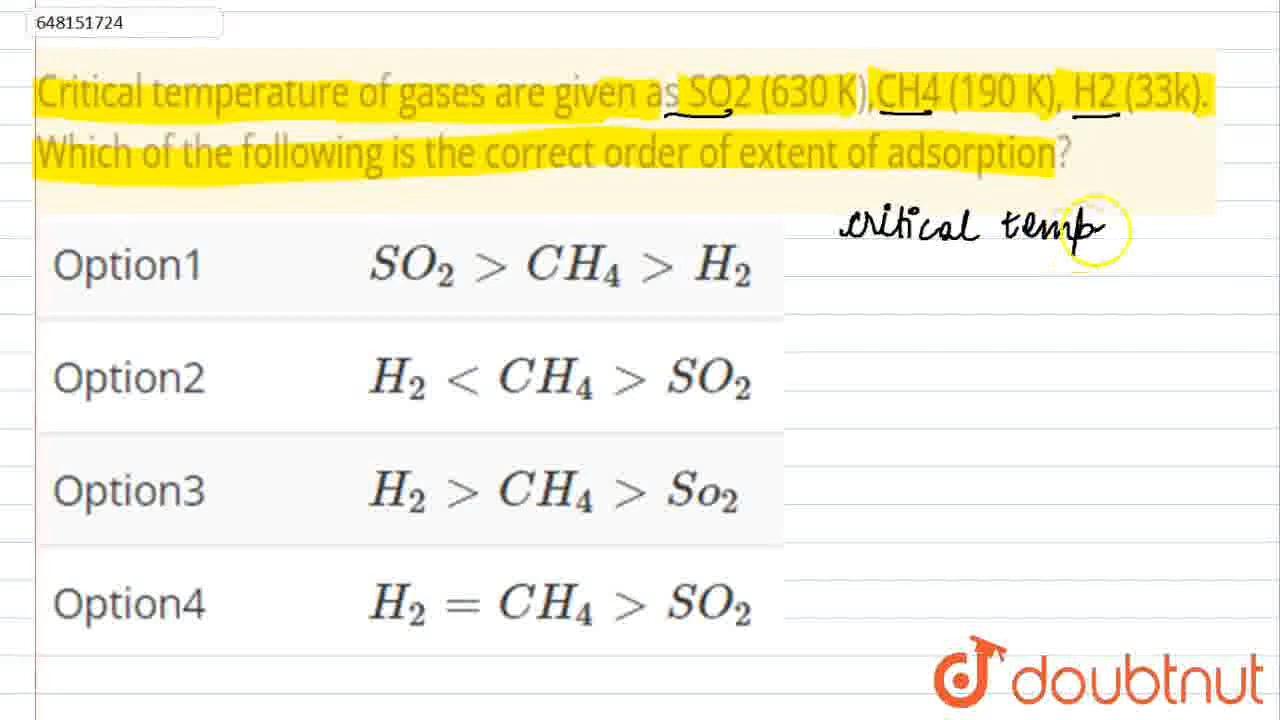 648151724
Critical temperature of gases are given as SO2 (630 K),CH4 (190 K), H2 (33k).
Which of the following is the correct order of extent of adsorption?
critical temp
Option1 SO₂ > CH₄ > H₂
Option2 H₂ < CH₄ > SO₂
Option3 H₂ > CH₄ > So₂
Option4 H₂ = CH₄ > SO₂
doubtnut